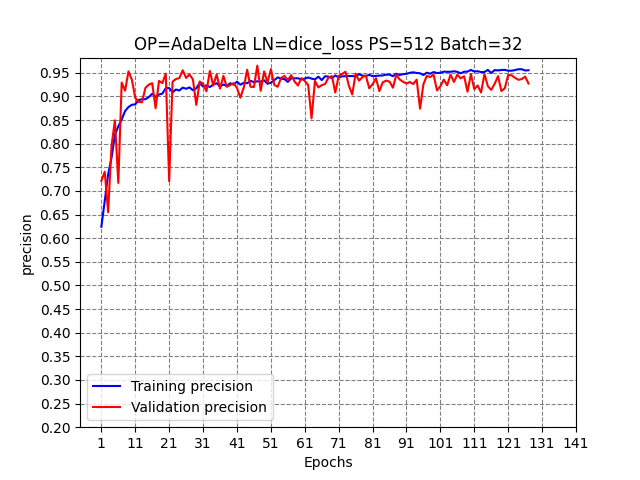 OP=AdaDelta LN=dice_loss PS=512 Batch=32
precision
0.95
0.90
0.85
0.80
0.75
0.70
0.65
0.60
0.55
0.50
0.45
0.40
0.35
0.30
0.25
0.20
Training precision
Validation precision
1 11 21 31 41 51 61 71 81 91 101 111 121 131 141
Epochs